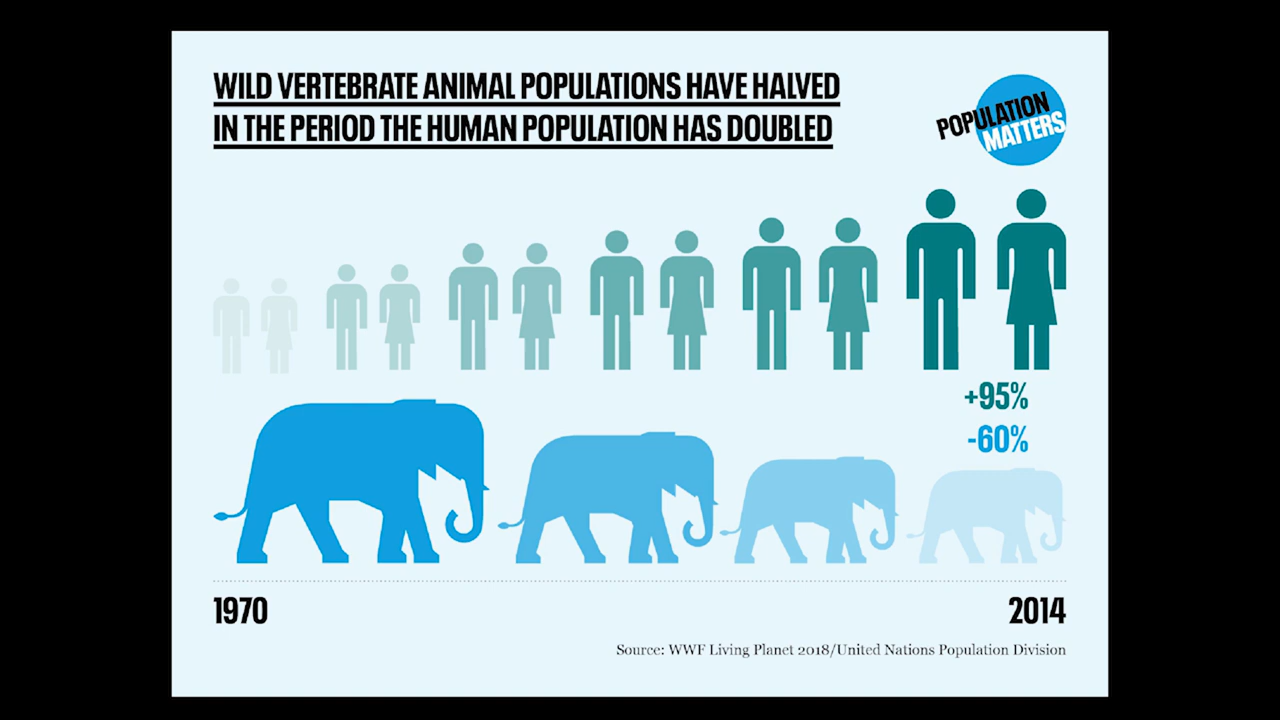 WILD VERTEBRATE ANIMAL POPULATIONS HAVE HALVED
IN THE PERIOD THE HUMAN POPULATION HAS DOUBLED
POPULATION
MATTERS
+95%
-60%
1970
2014
Source: WWF Living Planet 2018/United Nations Population Division